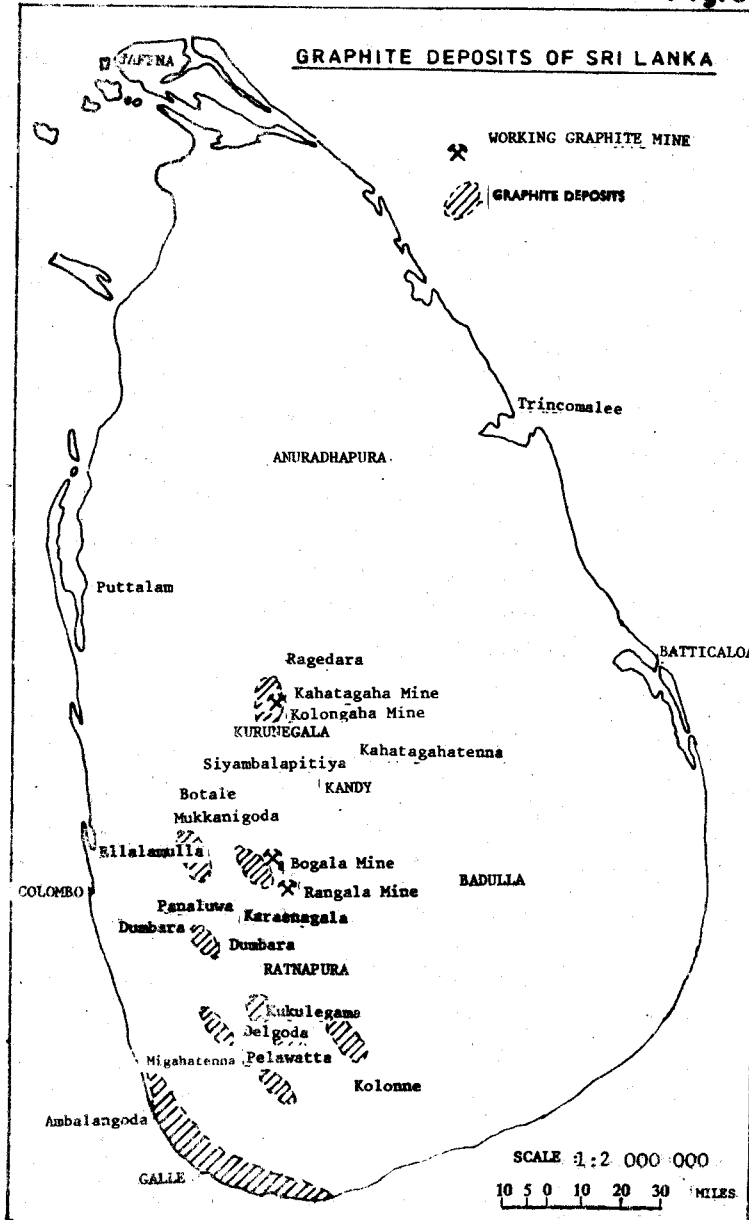 JAFFNA
GRAPHITE DEPOSITS OF SRI LANKA
WORKING GRAPHITE MINE
GRAPHITE DEPOSITS
Trincomalee
ANURADHAPURA
Puttalam
BATTICALOA
Ragedara
Kahatagaha Mine
Kolongaha Mine
KURUNEGALA
Kahatagahatenna
Siyambalapitiya
KANDY
Botale
Mukkanigoda
Ellalamulla
Bogala Mine
BADULLA
COLOMBO
Rangala Mine
Panaluwa
Karasnagala
Dumbara
Dumbara
RATNAPURA
Kukulegama
Delgoda
Migahatenna
Pelawatta
Kolonne
Ambalangoda
GALLE
SCALE 1:2 000 000
10 5 0 10 20 30 MILES